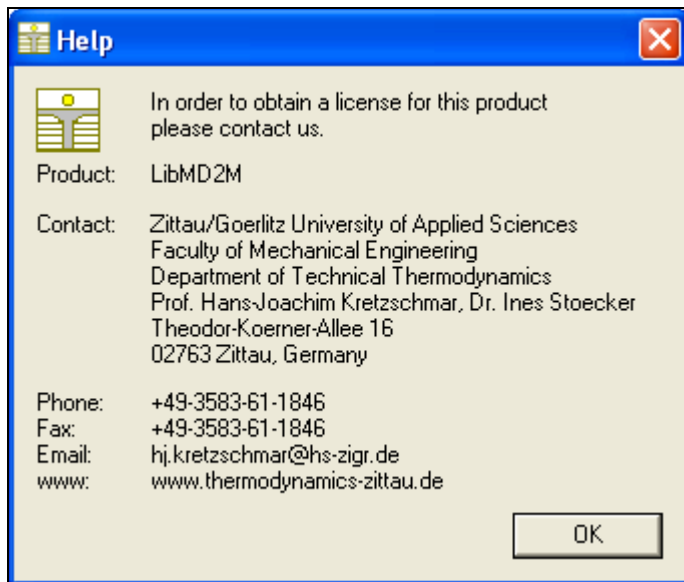 Help
In order to obtain a license for this product
please contact us.
Product: LibMD2M
Contact: Zittau/Goerlitz University of Applied Sciences
Faculty of Mechanical Engineering
Department of Technical Thermodynamics
Prof. Hans-Joachim Kretzschmar, Dr. Ines Stoecker
Theodor-Koerner-Allee 16
02763 Zittau, Germany
Phone: +49-3583-61-1846
Fax: +49-3583-61-1846
Email: hj.kretzschmar@hs-zigr.de
www: www.thermodynamics-zittau.de
OK